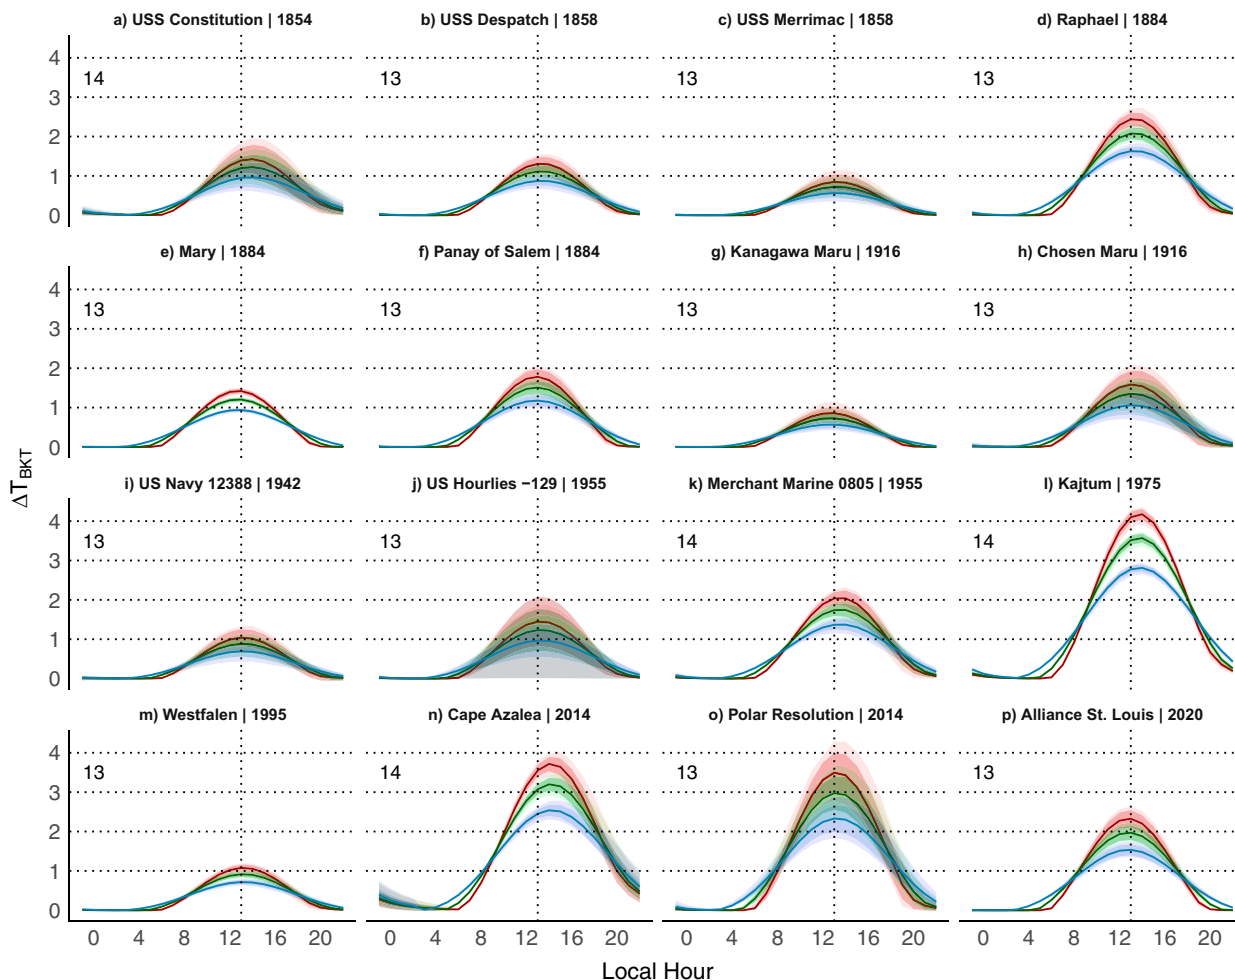 a) USS Constitution | 1854
b) USS Despatch | 1858
c) USS Merrimac | 1858
d) Raphael | 1884
4
3
2
1
0
14
13
13
13
e) Mary | 1884
f) Panay of Salem | 1884
g) Kanagawa Maru | 1916
h) Chosen Maru | 1916
4
3
2
1
0
13
13
13
13
ΔTBKT
i) US Navy 12388 | 1942
j) US Hourlies −129 | 1955
k) Merchant Marine 0805 | 1955
l) Kajtum | 1975
4
3
2
1
0
13
13
14
14
m) Westfalen | 1995
n) Cape Azalea | 2014
o) Polar Resolution | 2014
p) Alliance St. Louis | 2020
4
3
2
1
0
13
14
13
13
0 4 8 12 16 20
0 4 8 12 16 20
0 4 8 12 16 20
0 4 8 12 16 20
Local Hour